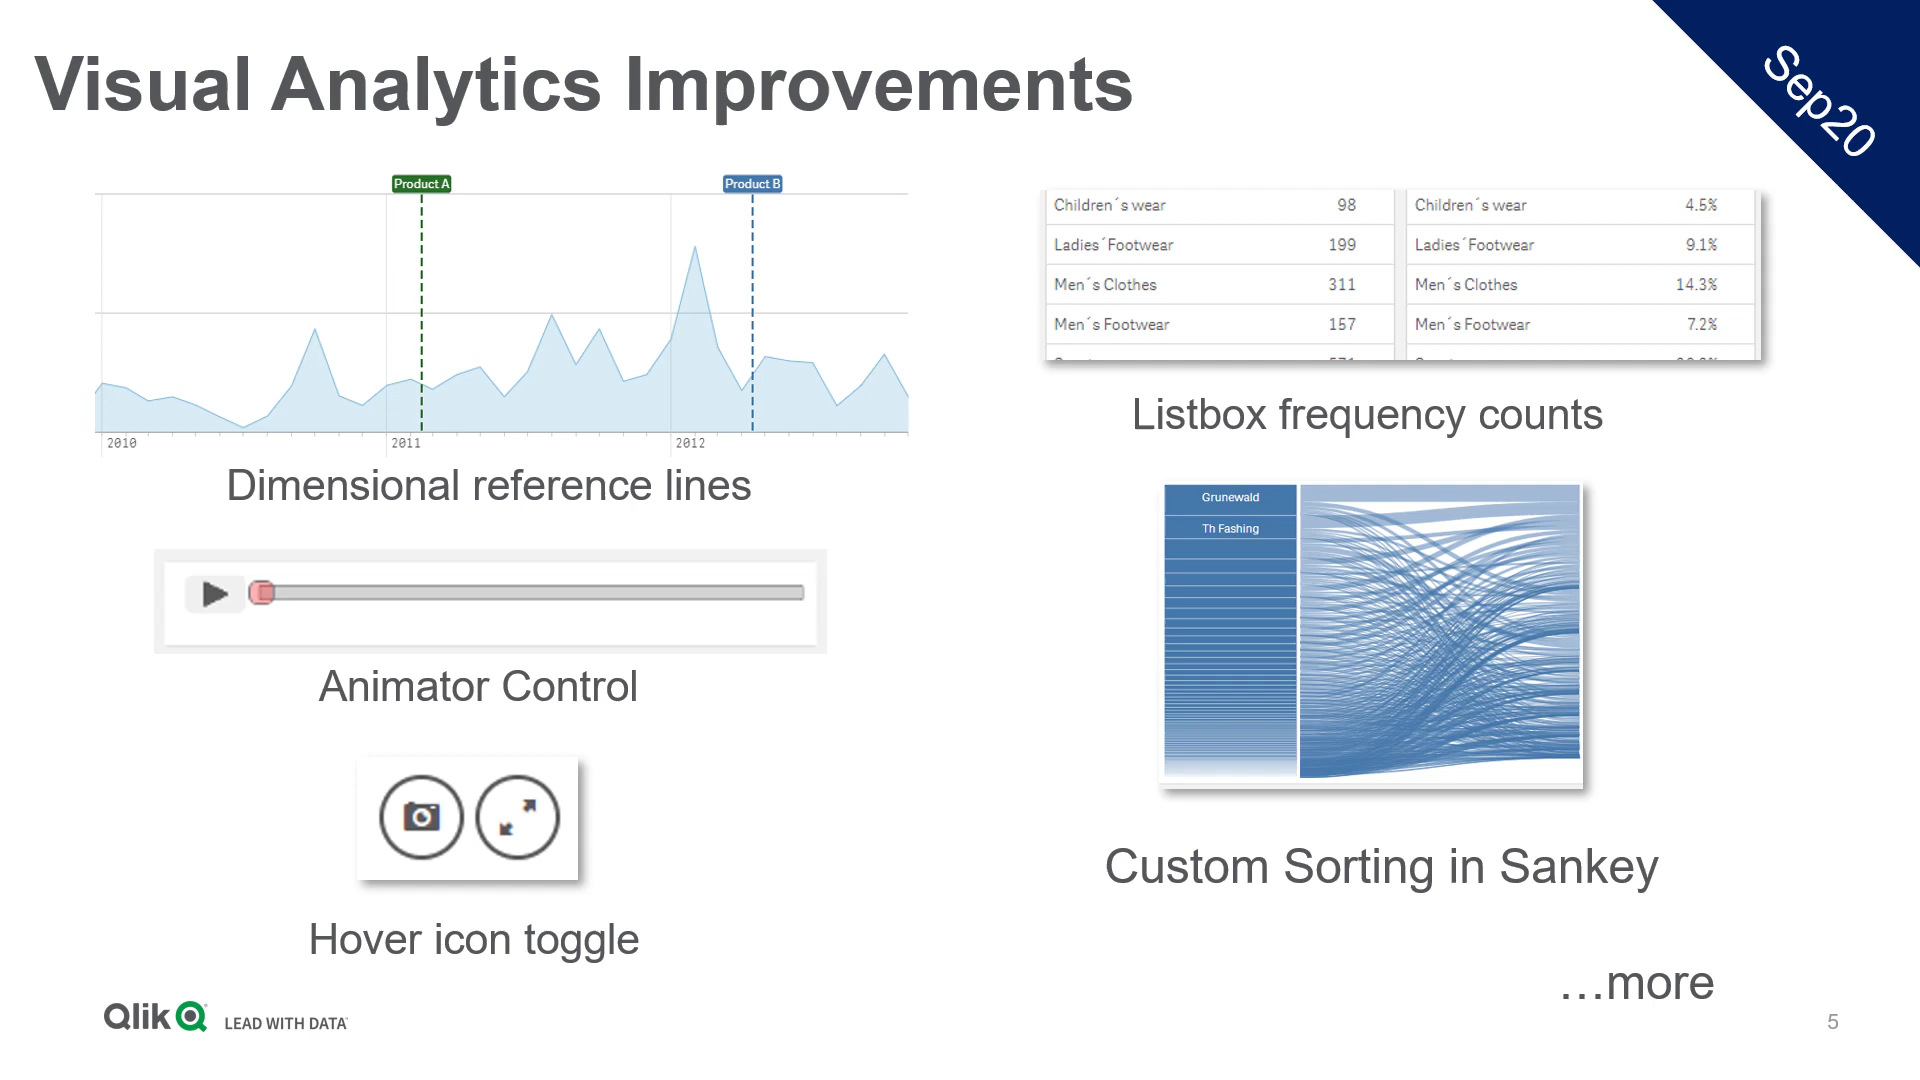 Visual Analytics Improvements
Sep20
Product A
Product B
2010
2011
2012
Dimensional reference lines
Animator Control
Hover icon toggle
Children´s wear 98
Ladies´Footwear 199
Men´s Clothes 311
Men´s Footwear 157
Children´s wear 4.5%
Ladies´Footwear 9.1%
Men´s Clothes 14.3%
Men´s Footwear 7.2%
Listbox frequency counts
Grunewald
Th Fashing
Custom Sorting in Sankey
…more
Qlik LEAD WITH DATA
5